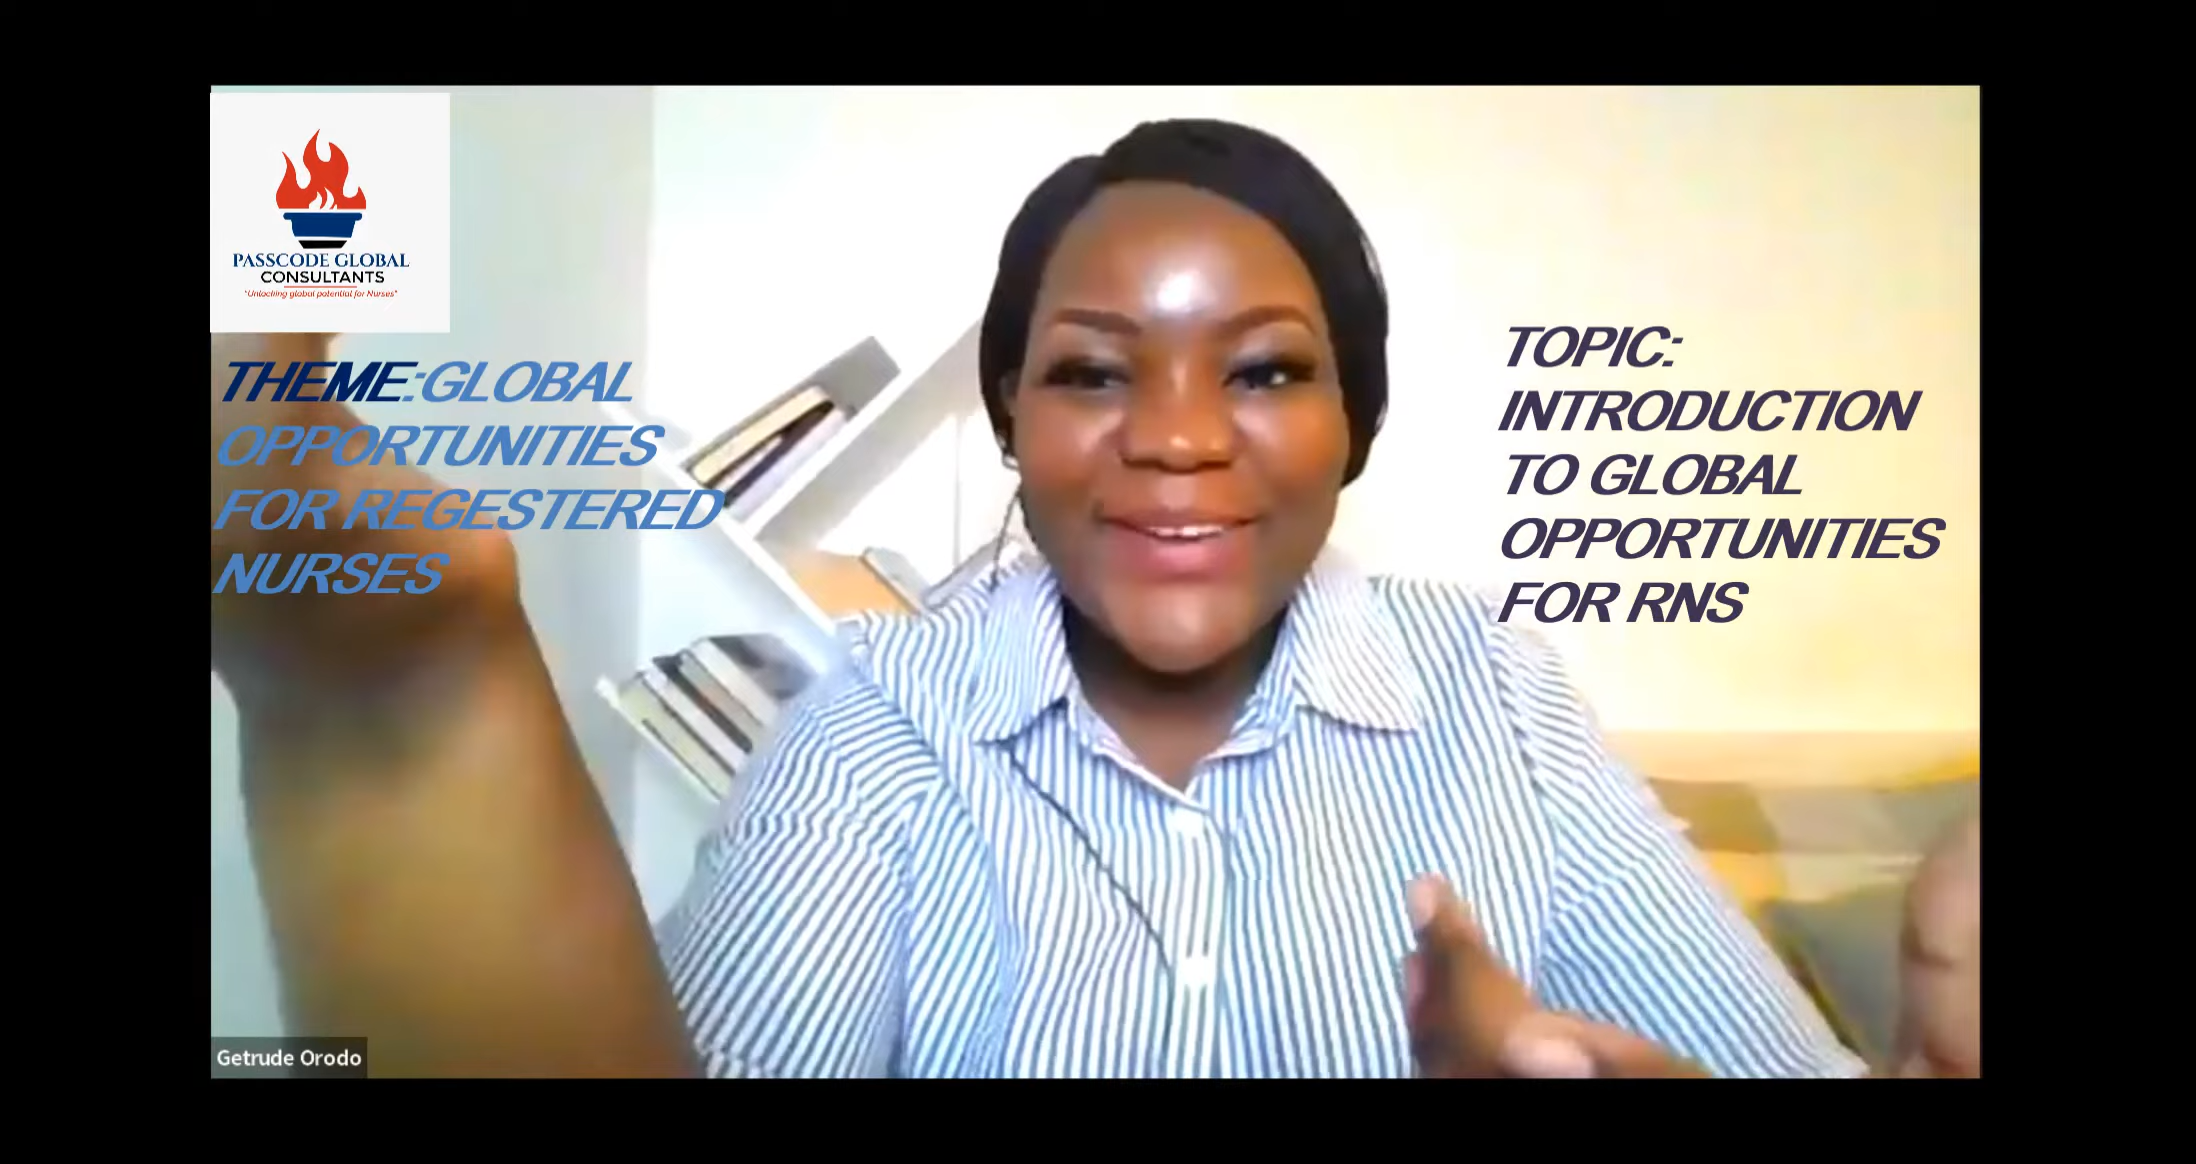 PASSCODE GLOBAL
CONSULTANTS
"Unlocking global potential for Nurses"
THEME:GLOBAL
OPPORTUNITIES
FOR REGESTERED
NURSES
TOPIC:
INTRODUCTION
TO GLOBAL
OPPORTUNITIES
FOR RNS
Getrude Orodo